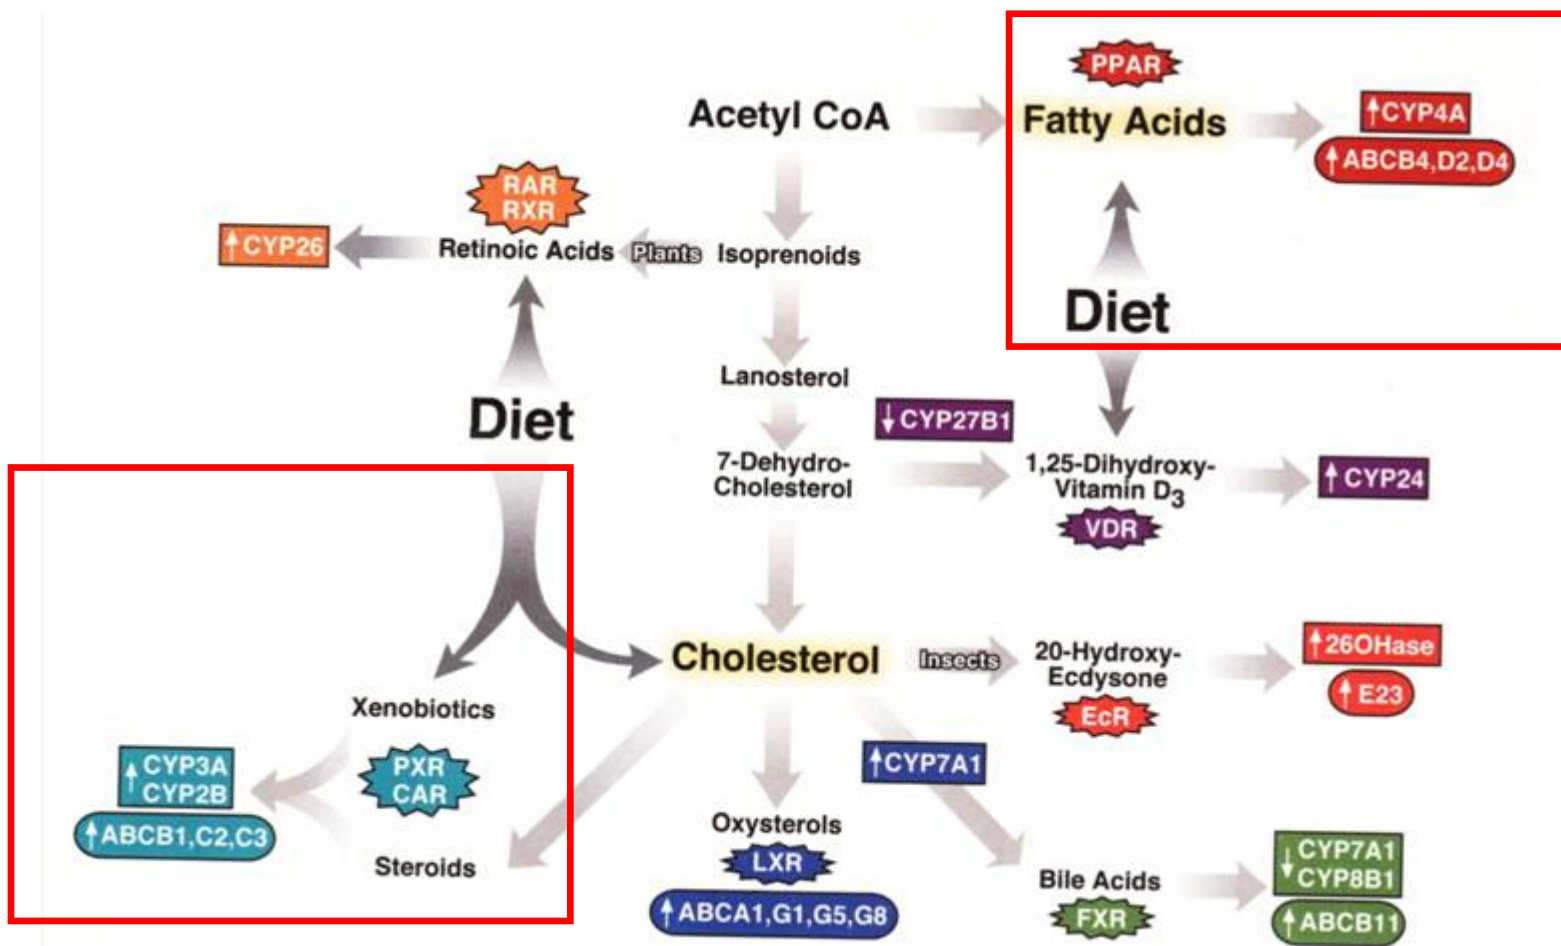 PPAR
Acetyl CoA
Fatty Acids
↑CYP4A
↑ABCB4,D2,D4
RAR
RXR
↑CYP26
Retinoic Acids
Plants
Isoprenoids
Diet
Lanosterol
Diet
↓CYP27B1
7-Dehydro-
Cholesterol
1,25-Dihydroxy-
Vitamin D3
VDR
↑CYP24
Cholesterol
Insects
20-Hydroxy-
Ecdysone
EcR
↑26OHase
↑E23
Xenobiotics
↑CYP3A
CYP2B
PXR
CAR
↑ABCB1,C2,C3
Steroids
↑CYP7A1
Oxysterols
LXR
↑ABCA1,G1,G5,G8
Bile Acids
FXR
↓CYP7A1
CYP8B1
↑ABCB11